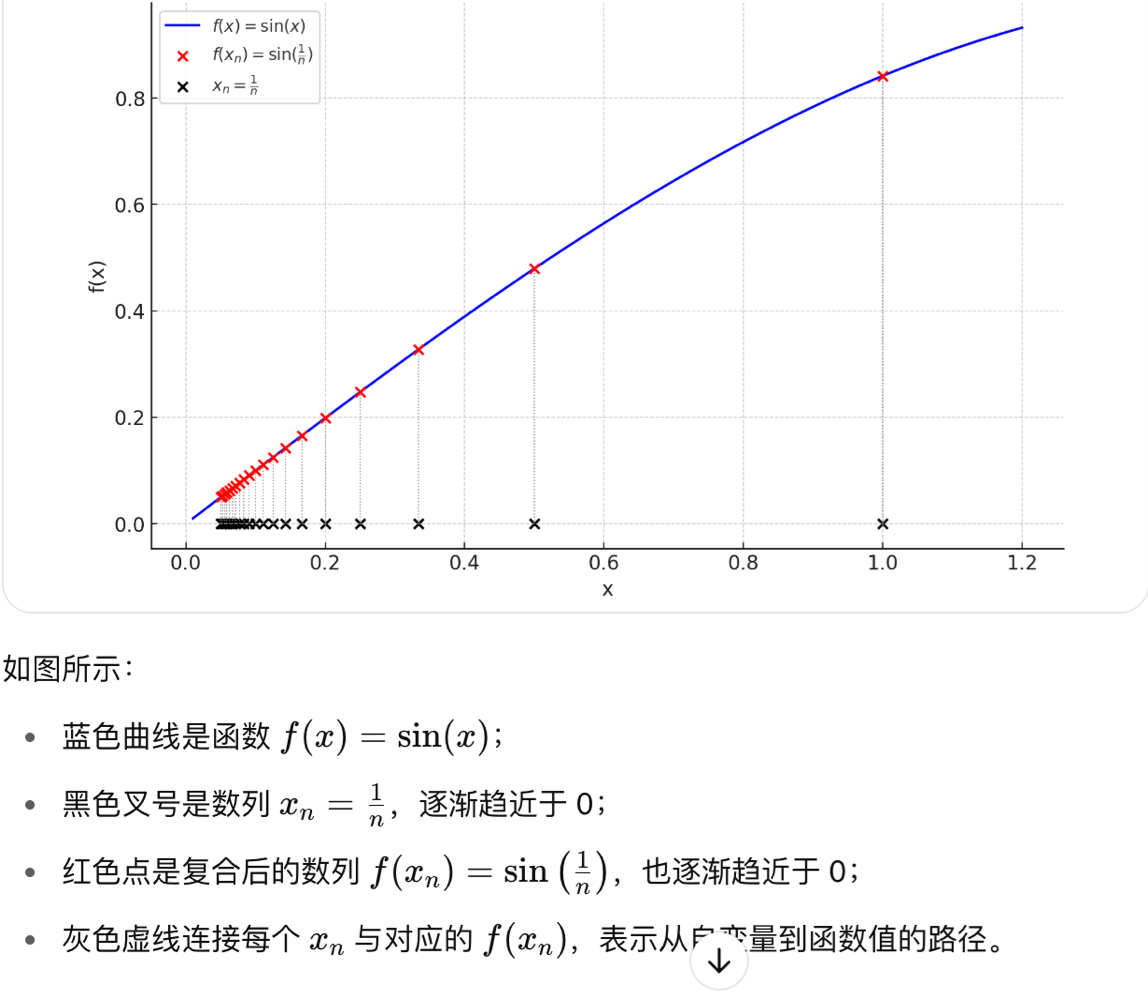 f(x) = sin(x)
f(xₙ) = sin(1/n)
xₙ = 1/n
0.8
0.6
f(x)
0.4
0.2
0.0
0.0 0.2 0.4 0.6 0.8 1.0 1.2
x
如图所示：
• 蓝色曲线是函数 f(x) = sin(x)；
• 黑色叉号是数列 xₙ = 1/n，逐渐趋近于 0；
• 红色点是复合后的数列 f(xₙ) = sin(1/n)，也逐渐趋近于 0；
• 灰色虚线连接每个 xₙ 与对应的 f(xₙ)，表示从自变量到函数值的路径。